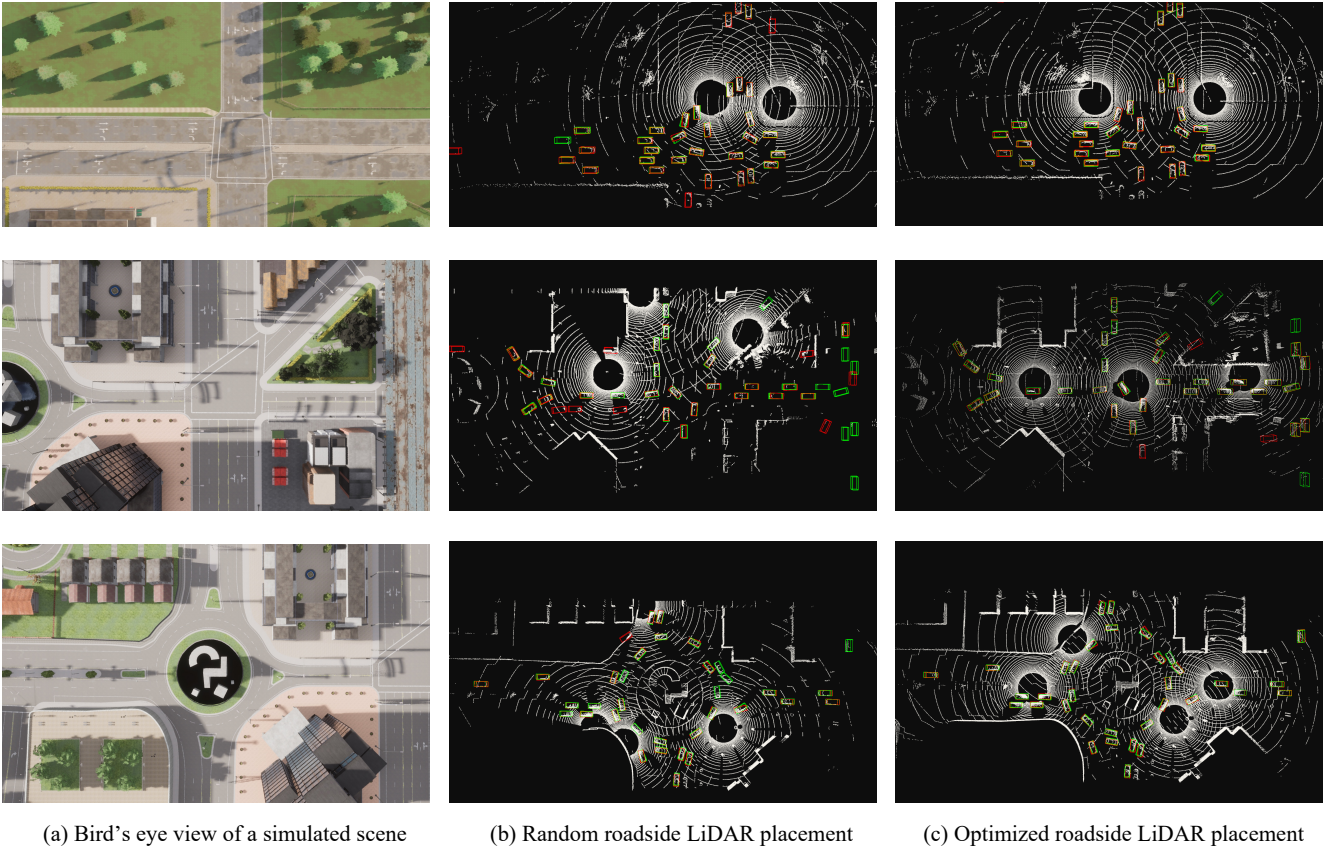 (a) Bird’s eye view of a simulated scene
(b) Random roadside LiDAR placement
(c) Optimized roadside LiDAR placement